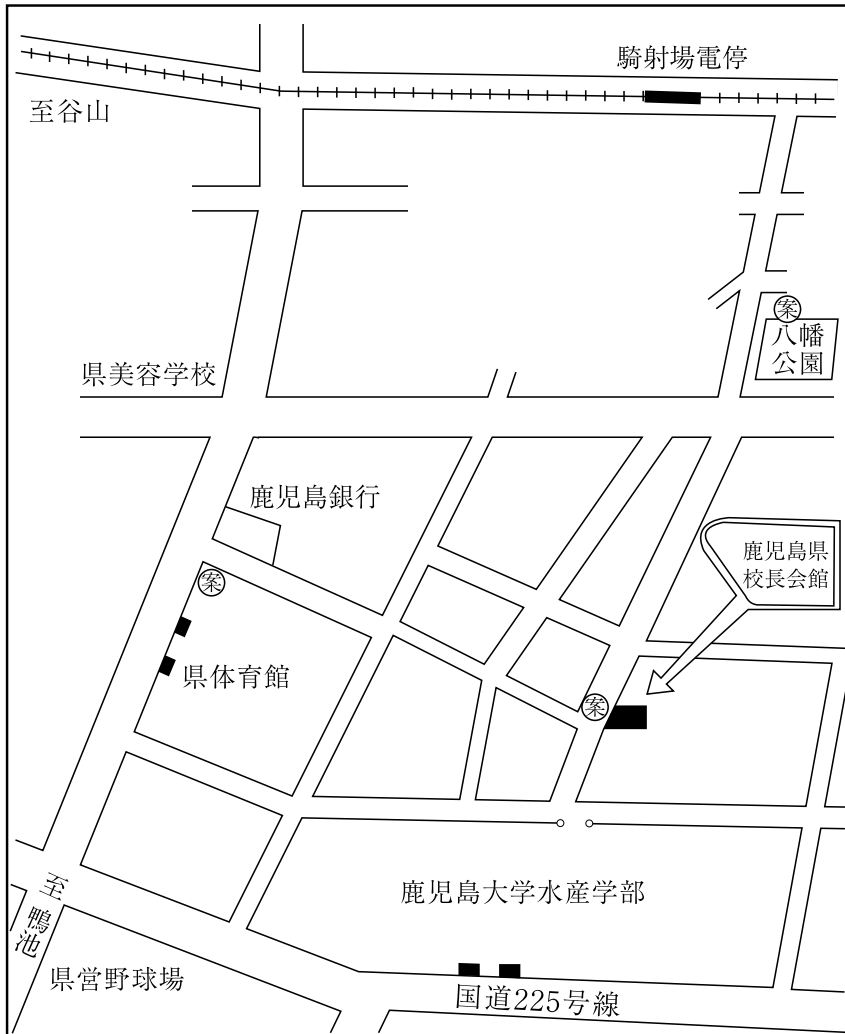 騎射場電停
至谷山
案
八幡
公園
県美容学校
鹿児島銀行
鹿児島県
校長会館
案
県体育館
案
鹿児島大学水産学部
至鴨池
県営野球場
国道225号線